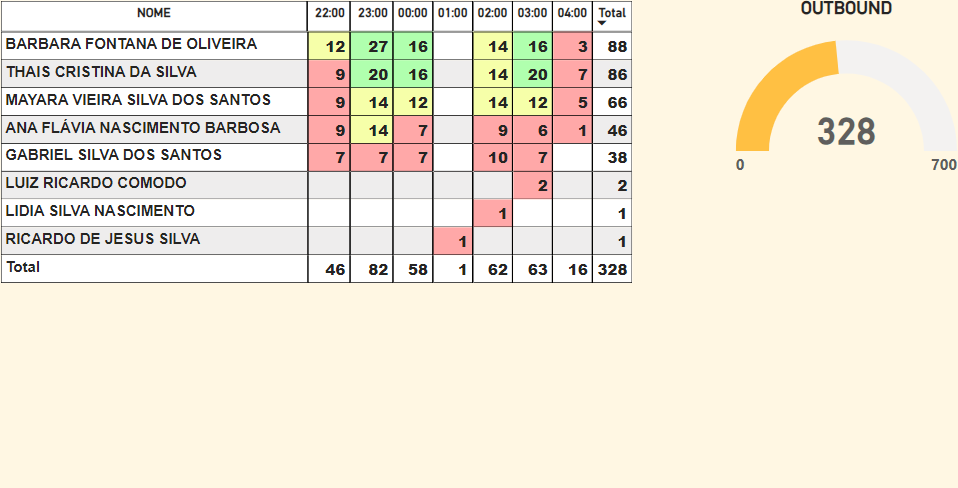 NOME 22:00 23:00 00:00 01:00 02:00 03:00 04:00 Total
BARBARA FONTANA DE OLIVEIRA 12 27 16 14 16 3 88
THAIS CRISTINA DA SILVA 9 20 16 14 20 7 86
MAYARA VIEIRA SILVA DOS SANTOS 9 14 12 14 12 5 66
ANA FLÁVIA NASCIMENTO BARBOSA 9 14 7 9 6 1 46
GABRIEL SILVA DOS SANTOS 7 7 7 10 7 38
LUIZ RICARDO COMODO 2 2
LIDIA SILVA NASCIMENTO 1 1
RICARDO DE JESUS SILVA 1 1
Total 46 82 58 1 62 63 16 328
OUTBOUND
328
0 700